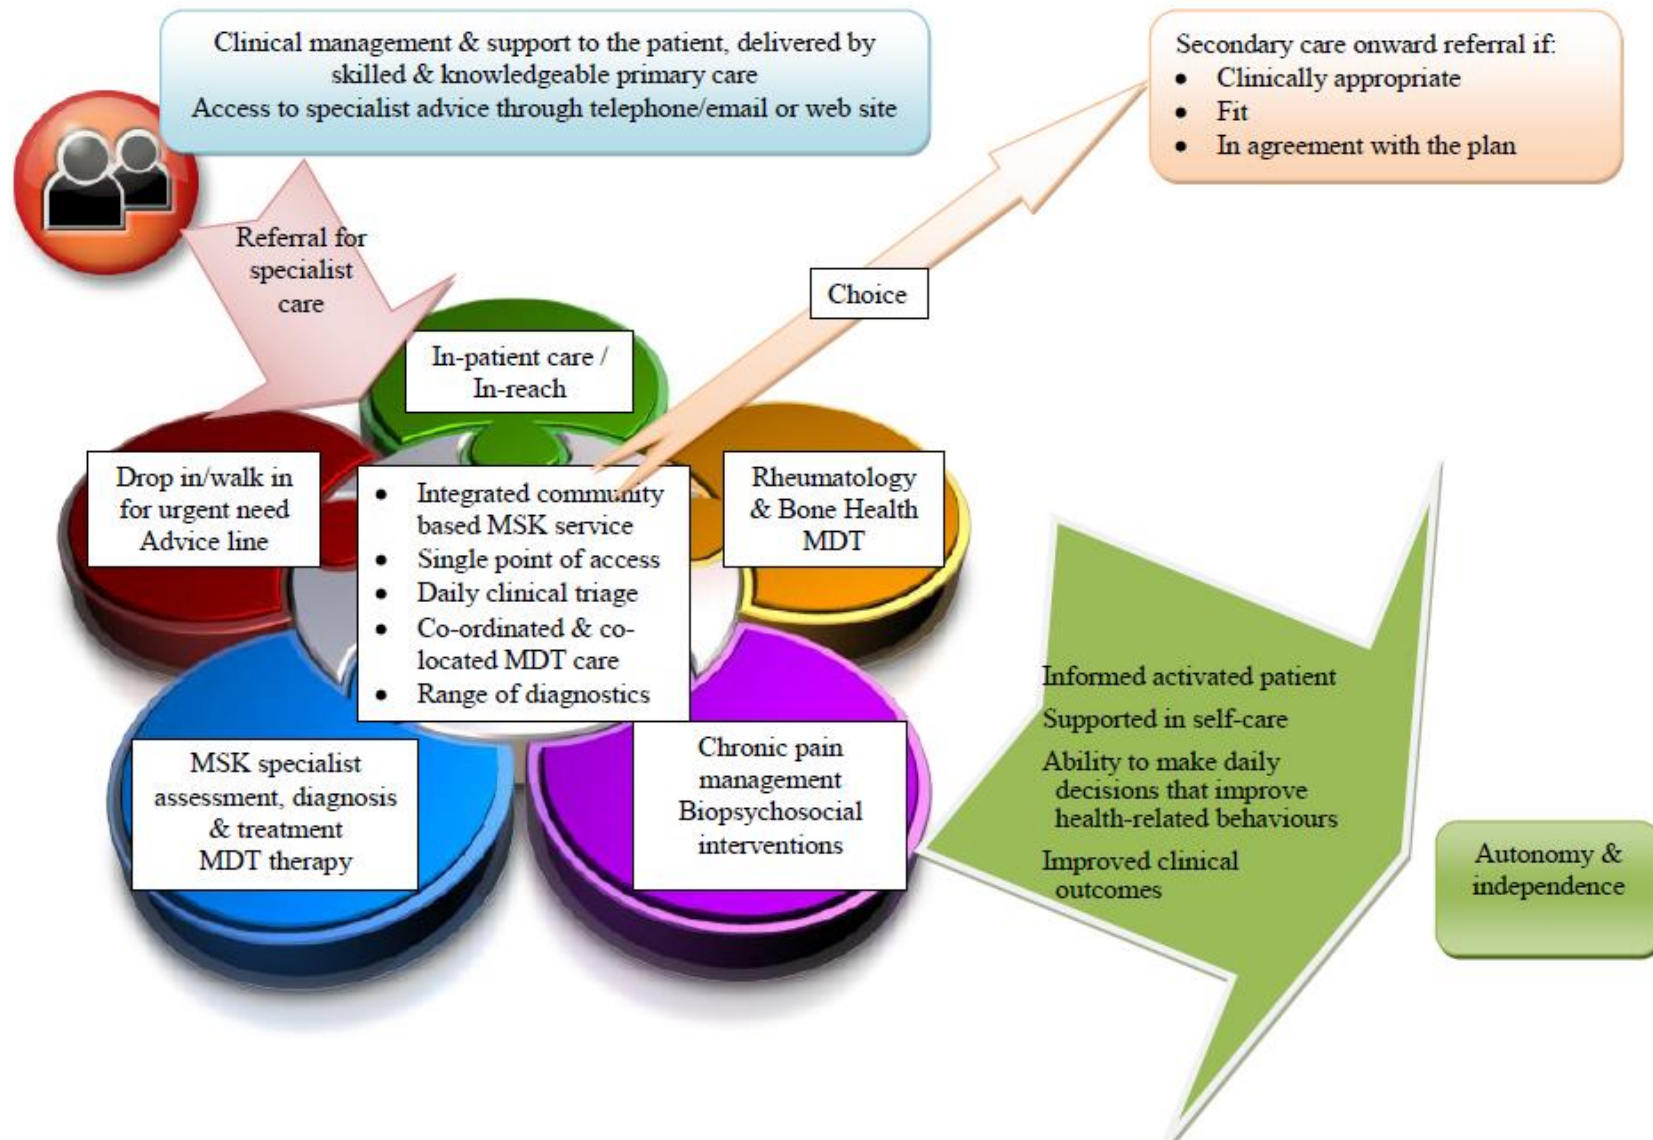 Clinical management & support to the patient, delivered by
skilled & knowledgeable primary care
Access to specialist advice through telephone/email or web site
Secondary care onward referral if:
• Clinically appropriate
• Fit
• In agreement with the plan
Referral for
specialist
care
Choice
In-patient care /
In-reach
Drop in/walk in
for urgent need
Advice line
• Integrated community
based MSK service
• Single point of access
• Daily clinical triage
• Co-ordinated & co-
located MDT care
• Range of diagnostics
Rheumatology
& Bone Health
MDT
MSK specialist
assessment, diagnosis
& treatment
MDT therapy
Chronic pain
management
Biopsychosocial
interventions
Informed activated patient
Supported in self-care
Ability to make daily
decisions that improve
health-related behaviours
Improved clinical
outcomes
Autonomy &
independence